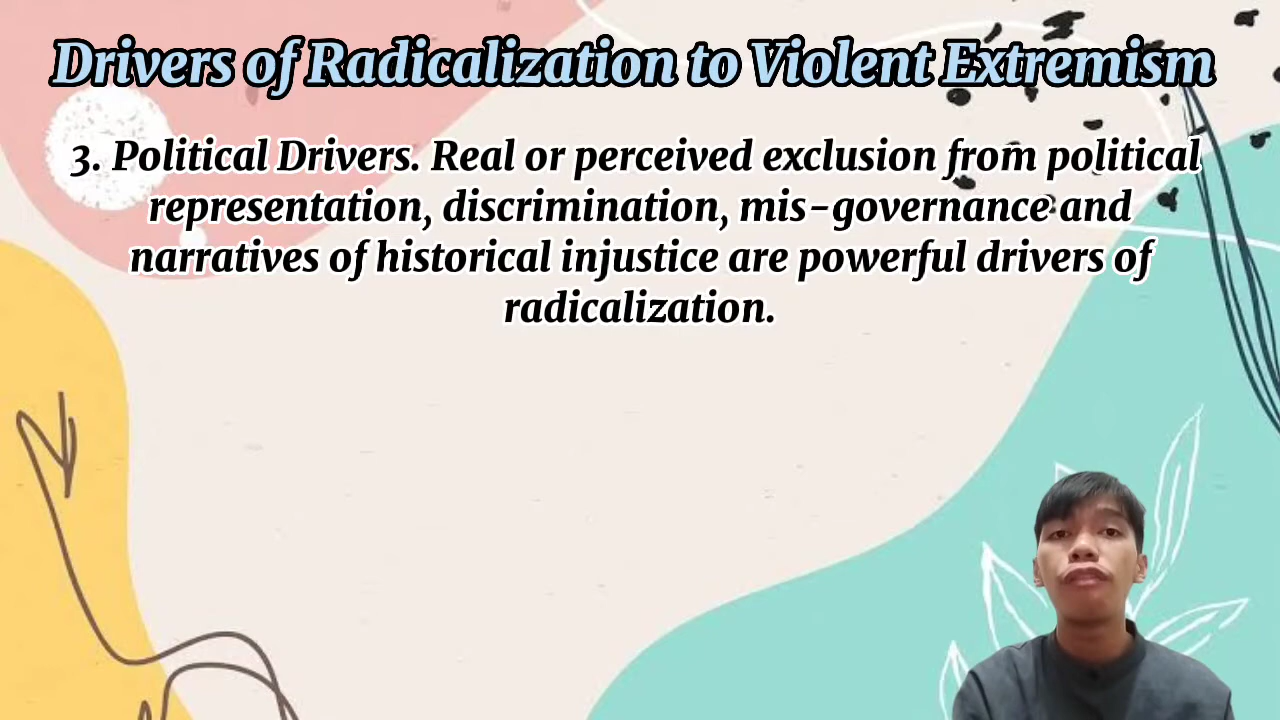 Drivers of Radicalization to Violent Extremism
3. Political Drivers. Real or perceived exclusion from political
representation, discrimination, mis-governance and
narratives of historical injustice are powerful drivers of
radicalization.